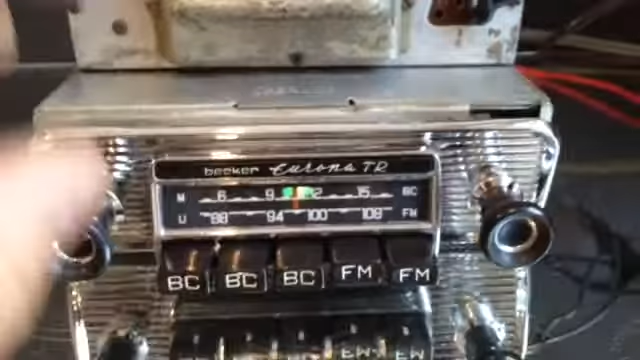 becker europa TR
M 6 9 12 15 BC
U 88 94 100 108 FM
BC BC BC FM FM